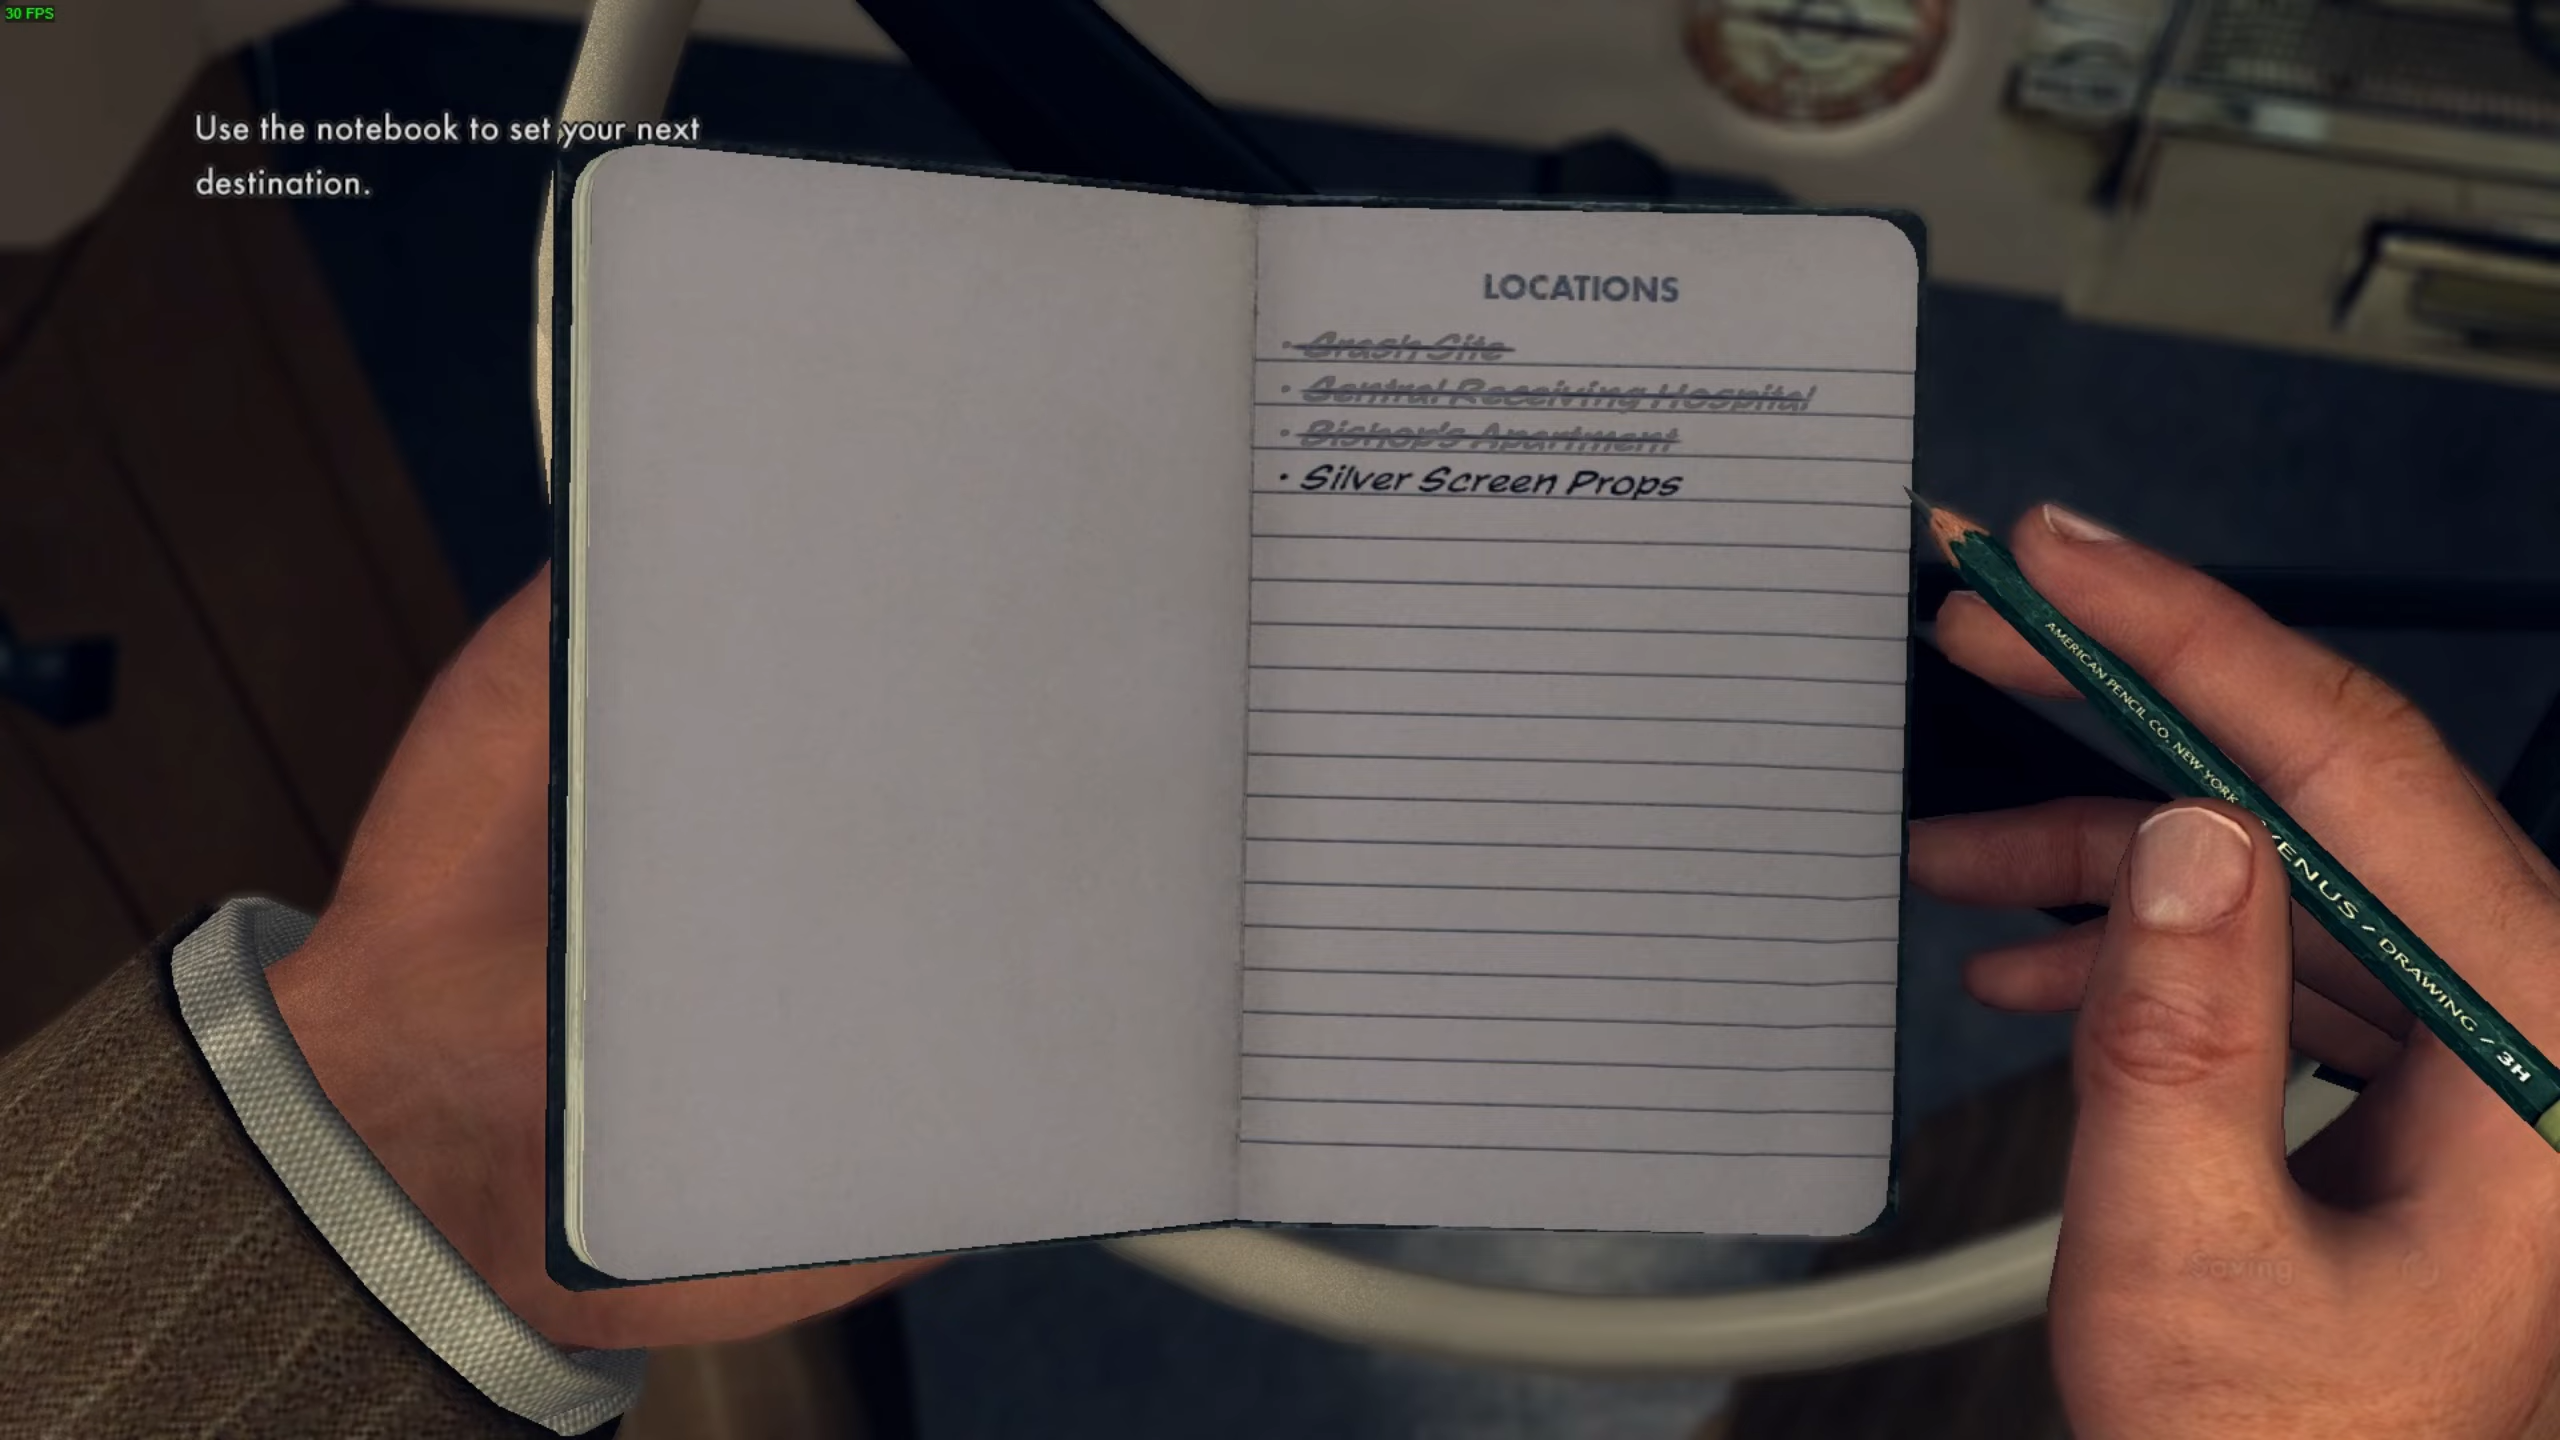 30 FPS
Use the notebook to set your next
destination.
LOCATIONS
• Crash Site
• Central Receiving Hospital
• Bishop's Apartment
• Silver Screen Props
AMERICAN PENCIL CO. NEW YORK VENUS / DRAWING / 3H
Saving